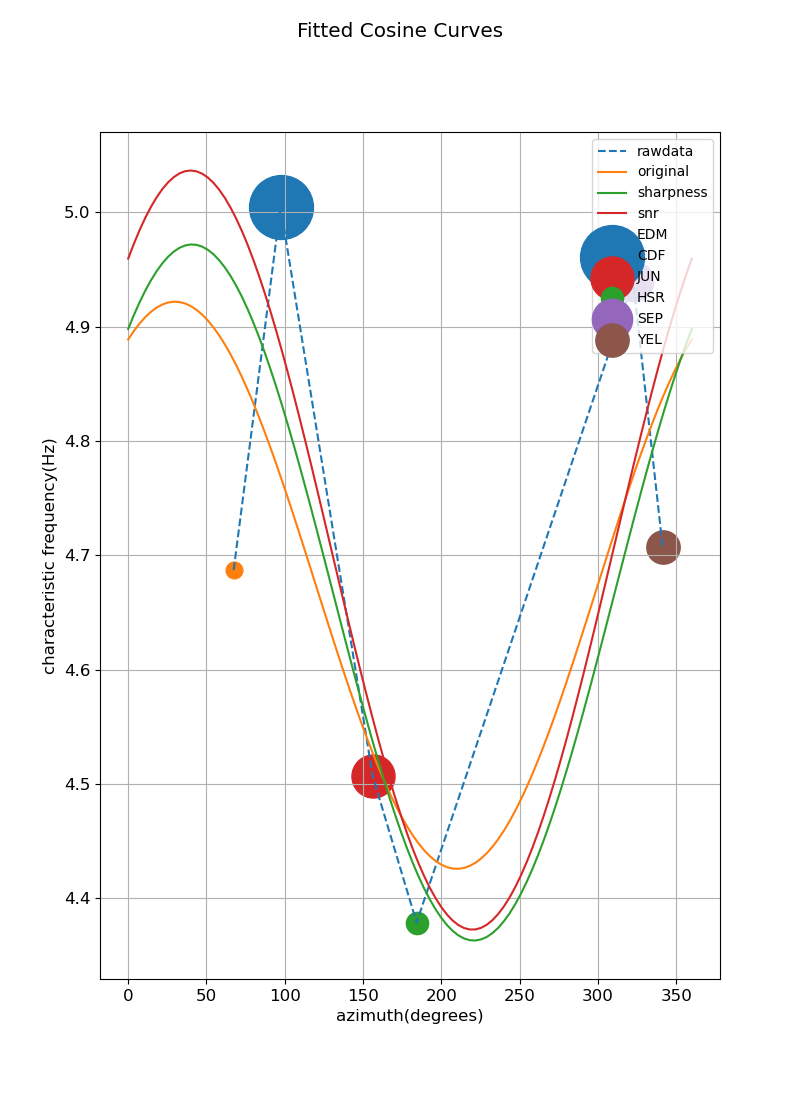 Fitted Cosine Curves
rawdata
original
sharpness
snr
EDM
CDF
JUN
HSR
SEP
YEL
characteristic frequency(Hz)
5.0
4.9
4.8
4.7
4.6
4.5
4.4
0 50 100 150 200 250 300 350
azimuth(degrees)